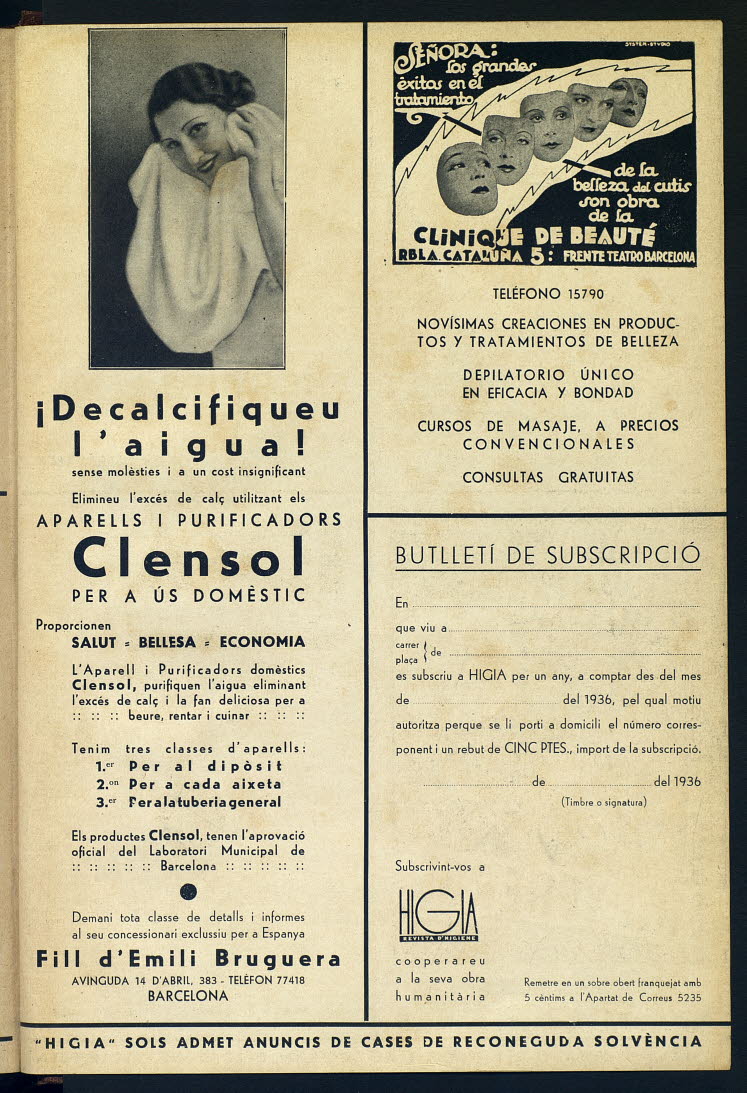 ¡Decalcifiqueu
l'aigua!
sense molèsties i a un cost insignificant
Elimineu l'excés de calç utilitzant els
APARELLS I PURIFICADORS
Clensol
PER A ÚS DOMÈSTIC
Proporcionen
SALUT = BELLESA = ECONOMIA
L'Aparell i Purificadors domèstics
Clensol, purifiquen l'aigua eliminant
l'excés de calç i la fan deliciosa per a
:: :: :: beure, rentar i cuinar :: :: ::
Tenim tres classes d'aparells:
1.er Per al dipòsit
2.on Per a cada aixeta
3.er Per a la tuberia general
Els productes Clensol, tenen l'aprovació
oficial del Laboratori Municipal de
:: :: :: :: :: Barcelona :: :: :: :: ::
Demani tota classe de detalls i informes
al seu concessionari exclussiu per a Espanya
Fill d'Emili Bruguera
AVINGUDA 14 D'ABRIL, 383 - TELÈFON 77418
BARCELONA
SYSTEM-STUDIO
SEÑORA:
los grandes
éxitos en el
tratamiento
de la
belleza del cutis
son obra
de la
CLINIQUE DE BEAUTÉ
RBLA. CATALUÑA 5: FRENTE TEATRO BARCELONA
TELÉFONO 15790
NOVÍSIMAS CREACIONES EN PRODUC-
TOS Y TRATAMIENTOS DE BELLEZA
DEPILATORIO ÚNICO
EN EFICACIA Y BONDAD
CURSOS DE MASAJE, A PRECIOS
CONVENCIONALES
CONSULTAS GRATUITAS
BUTLLETÍ DE SUBSCRIPCIÓ
En
que viu a
carrer
plaça
de
es subscriu a HIGIA per un any, a comptar des del mes
de del 1936, pel qual motiu
autoritza perque se li porti a domicili el número corres-
ponent i un rebut de CINC PTES., import de la subscripció.
de del 1936
(Timbre o signatura)
Subscrivint-vos a
HIGIA
REVISTA D'HIGIENE
cooperareu
a la seva obra
humanitària
Remetre en un sobre obert franquejat amb
5 cèntims a l'Apartat de Correus 5235
"HIGIA" SOLS ADMET ANUNCIS DE CASES DE RECONEGUDA SOLVÈNCIA